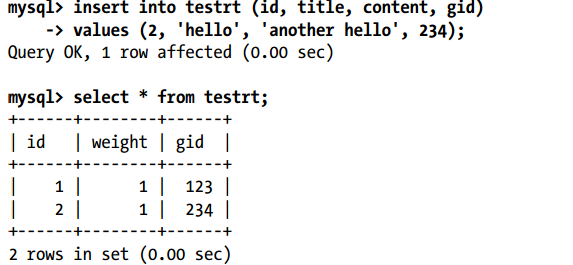 mysql> insert into testrt (id, title, content, gid)
    -> values (2, 'hello', 'another hello', 234);
Query OK, 1 row affected (0.00 sec)

mysql> select * from testrt;
+------+--------+------+
| id   | weight | gid  |
+------+--------+------+
|    1 |      1 |  123 |
|    2 |      1 |  234 |
+------+--------+------+
2 rows in set (0.00 sec)